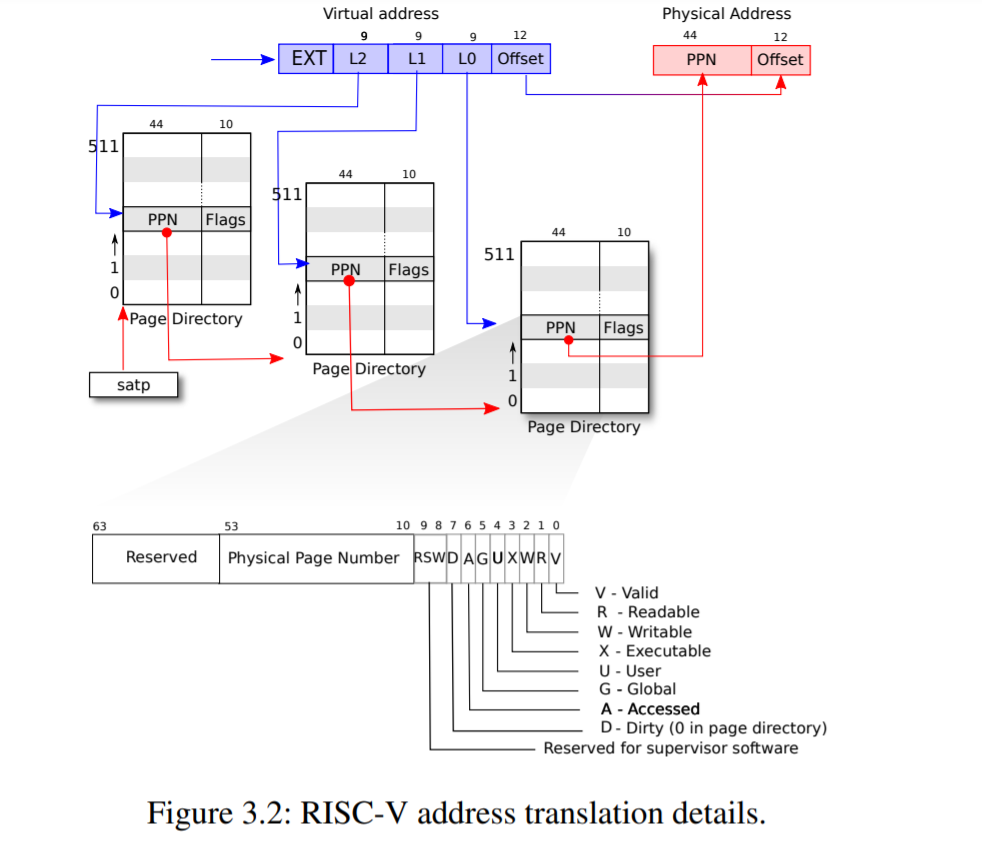 Virtual address
Physical Address
9 9 9 12
44 12
EXT L2 L1 L0 Offset
PPN Offset
44 10
511
PPN Flags
1
0
Page Directory
satp
44 10
511
PPN Flags
1
0
Page Directory
44 10
511
PPN Flags
1
0
Page Directory
63 53 10 9 8 7 6 5 4 3 2 1 0
Reserved Physical Page Number RSW D A G U X W R V
V - Valid
R - Readable
W - Writable
X - Executable
U - User
G - Global
A - Accessed
D - Dirty (0 in page directory)
Reserved for supervisor software
Figure 3.2: RISC-V address translation details.